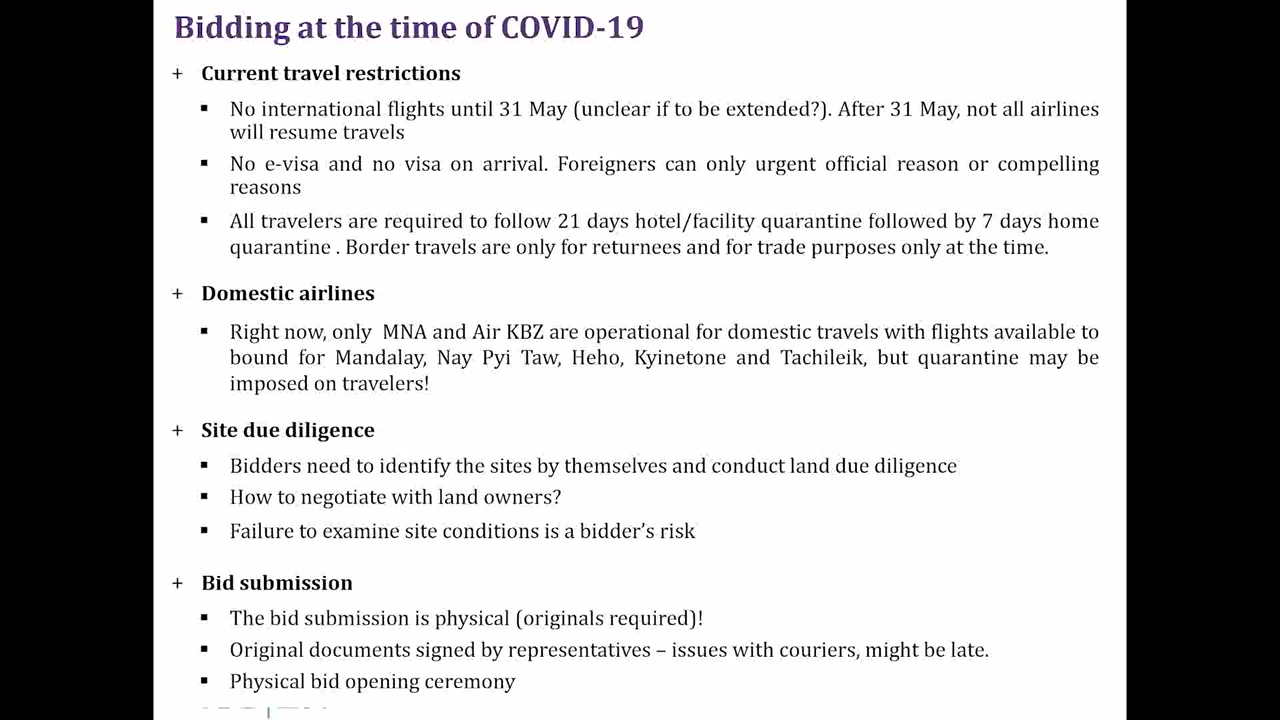 Bidding at the time of COVID-19
+ Current travel restrictions
▪ No international flights until 31 May (unclear if to be extended?). After 31 May, not all airlines
will resume travels
▪ No e-visa and no visa on arrival. Foreigners can only urgent official reason or compelling
reasons
▪ All travelers are required to follow 21 days hotel/facility quarantine followed by 7 days home
quarantine . Border travels are only for returnees and for trade purposes only at the time.
+ Domestic airlines
▪ Right now, only MNA and Air KBZ are operational for domestic travels with flights available to
bound for Mandalay, Nay Pyi Taw, Heho, Kyinetone and Tachileik, but quarantine may be
imposed on travelers!
+ Site due diligence
▪ Bidders need to identify the sites by themselves and conduct land due diligence
▪ How to negotiate with land owners?
▪ Failure to examine site conditions is a bidder’s risk
+ Bid submission
▪ The bid submission is physical (originals required)!
▪ Original documents signed by representatives – issues with couriers, might be late.
▪ Physical bid opening ceremony